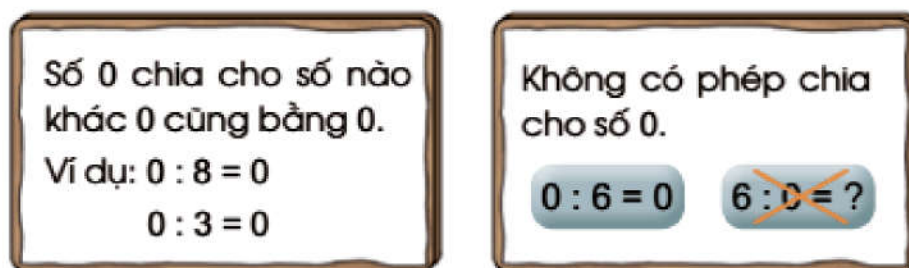 Số 0 chia cho số nào
khác 0 cũng bằng 0.
Ví dụ: 0 : 8 = 0
0 : 3 = 0
Không có phép chia
cho số 0.
0 : 6 = 0
6 : 0 = ?